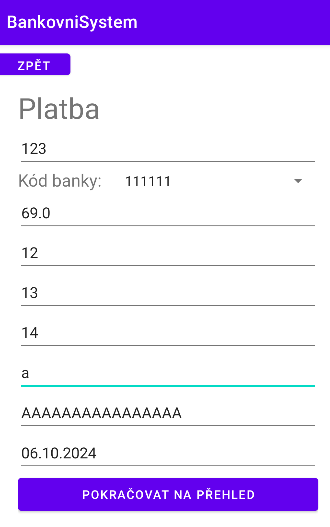 BankovniSystem
ZPĚT
Platba
123
Kód banky: 111111
69.0
12
13
14
a
AAAAAAAAAAAAAAAA
06.10.2024
POKRAČOVAT NA PŘEHLED